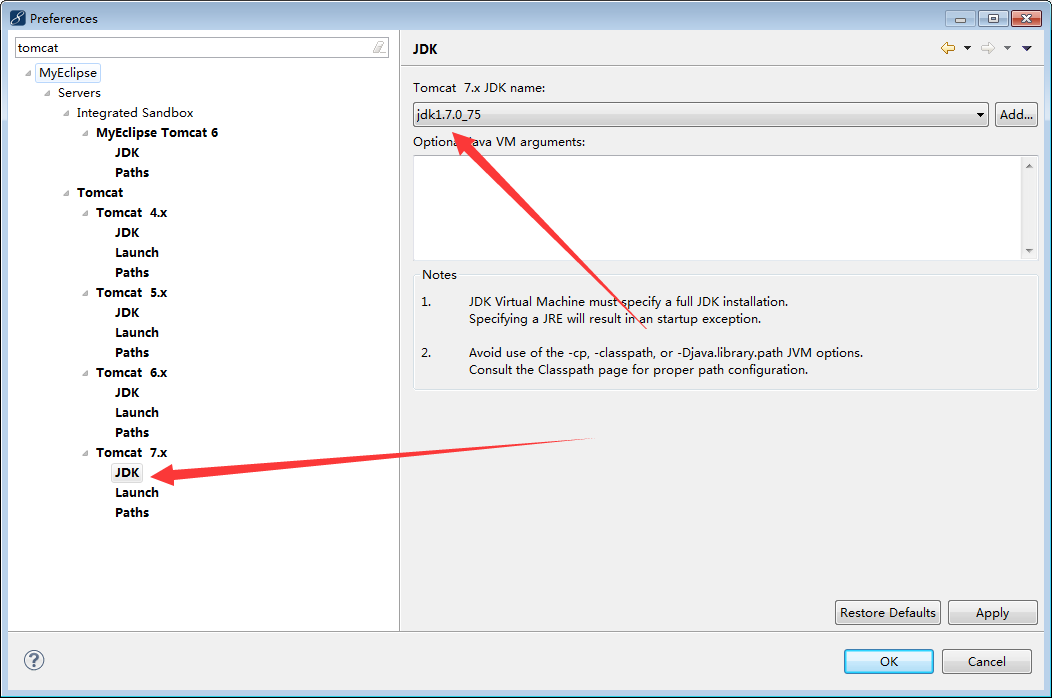 Preferences
tomcat
MyEclipse
Servers
Integrated Sandbox
MyEclipse Tomcat 6
JDK
Paths
Tomcat
Tomcat 4.x
JDK
Launch
Paths
Tomcat 5.x
JDK
Launch
Paths
Tomcat 6.x
JDK
Launch
Paths
Tomcat 7.x
JDK
Launch
Paths
JDK
Tomcat 7.x JDK name:
jdk1.7.0_75
Add...
Optional Java VM arguments:
Notes
1. JDK Virtual Machine must specify a full JDK installation.
Specifying a JRE will result in an startup exception.
2. Avoid use of the -cp, -classpath, or -Djava.library.path JVM options.
Consult the Classpath page for proper path configuration.
Restore Defaults
Apply
?
OK
Cancel